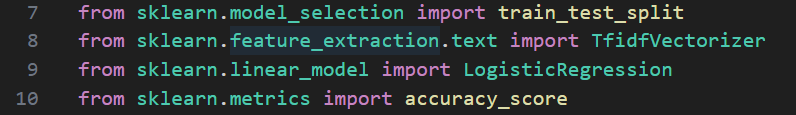 7 from sklearn.model_selection import train_test_split
8 from sklearn.feature_extraction.text import TfidfVectorizer
9 from sklearn.linear_model import LogisticRegression
10 from sklearn.metrics import accuracy_score